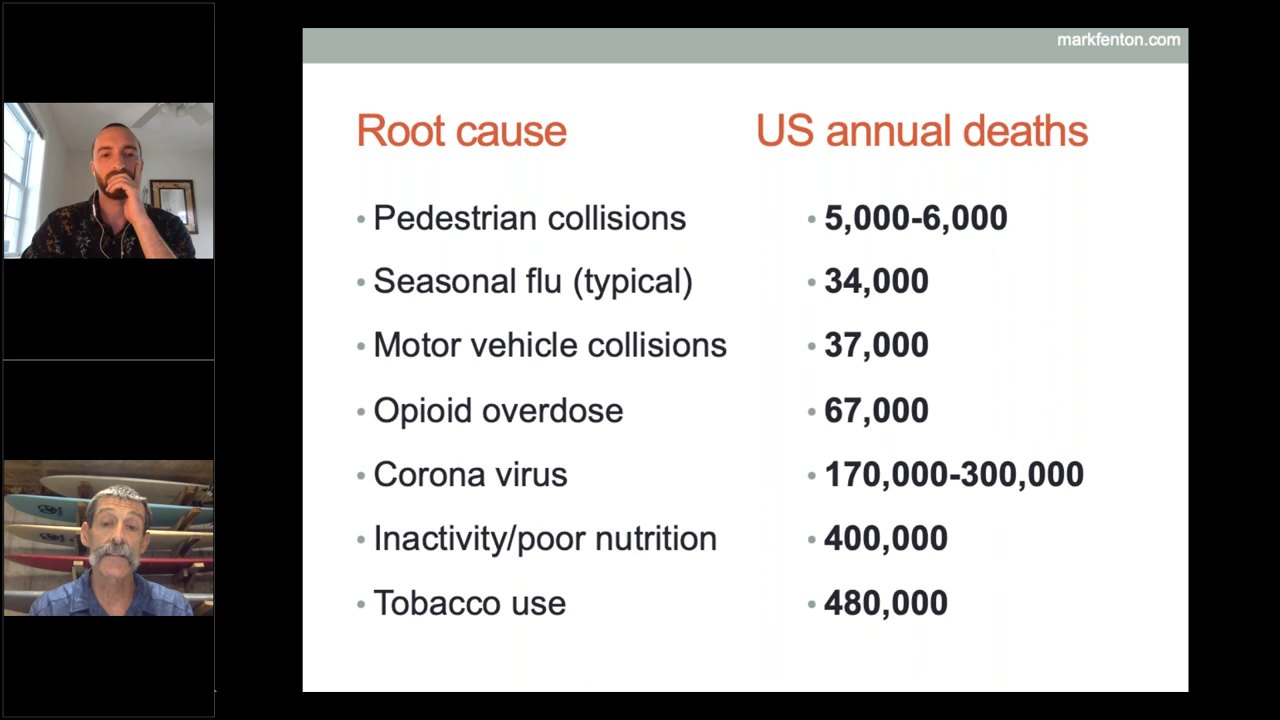 markfenton.com
Root cause US annual deaths
• Pedestrian collisions • 5,000-6,000
• Seasonal flu (typical) • 34,000
• Motor vehicle collisions • 37,000
• Opioid overdose • 67,000
• Corona virus • 170,000-300,000
• Inactivity/poor nutrition • 400,000
• Tobacco use • 480,000